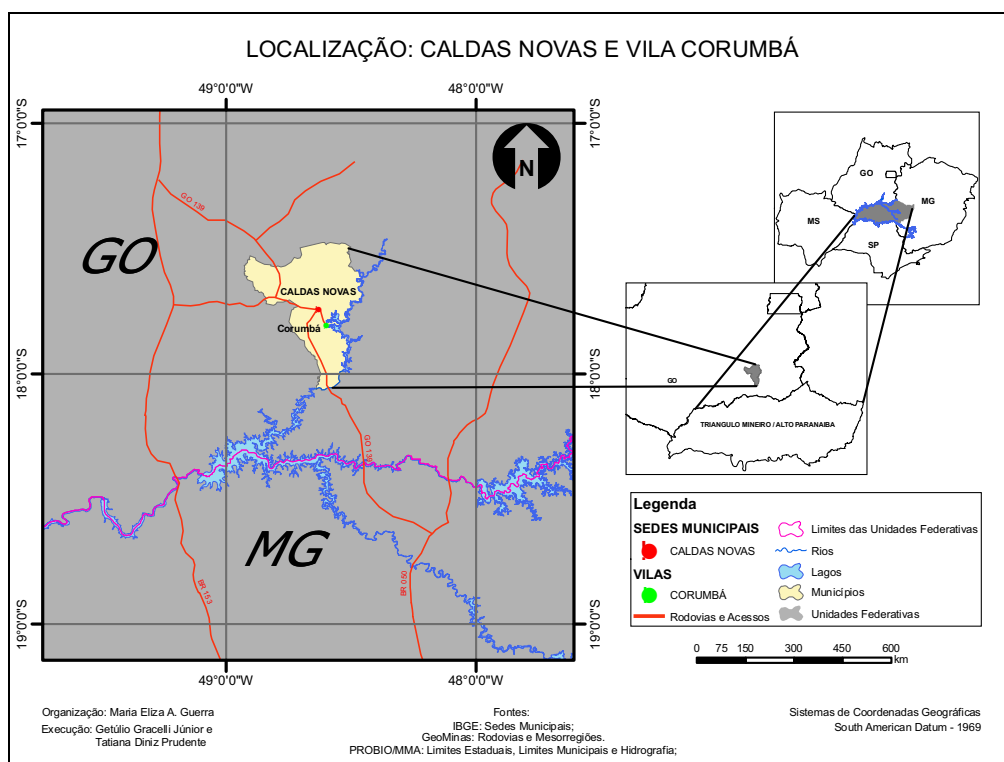 LOCALIZAÇÃO: CALDAS NOVAS E VILA CORUMBÁ
49°0'0"W
48°0'0"W
17°0'0"S
17°0'0"S
N
GO 139
GO
CALDAS NOVAS
Corumbá
18°0'0"S
18°0'0"S
GO 139
MG
BR 153
BR 050
19°0'0"S
19°0'0"S
49°0'0"W
48°0'0"W
GO
MG
MS
SP
GO
TRIANGULO MINEIRO / ALTO PARANAIBA
Legenda
SEDES MUNICIPAIS
CALDAS NOVAS
VILAS
CORUMBÁ
Rodovias e Acessos
Limites das Unidades Federativas
Rios
Lagos
Municípios
Unidades Federativas
0 75 150 300 450 600
km
Organização: Maria Eliza A. Guerra
Execução: Getúlio Gracelli Júnior e
Tatiana Diniz Prudente
Fontes:
IBGE: Sedes Municipais;
GeoMinas: Rodovias e Mesorregiões.
PROBIO/MMA: Limites Estaduais, Limites Municipais e Hidrografia;
Sistemas de Coordenadas Geográficas
South American Datum - 1969